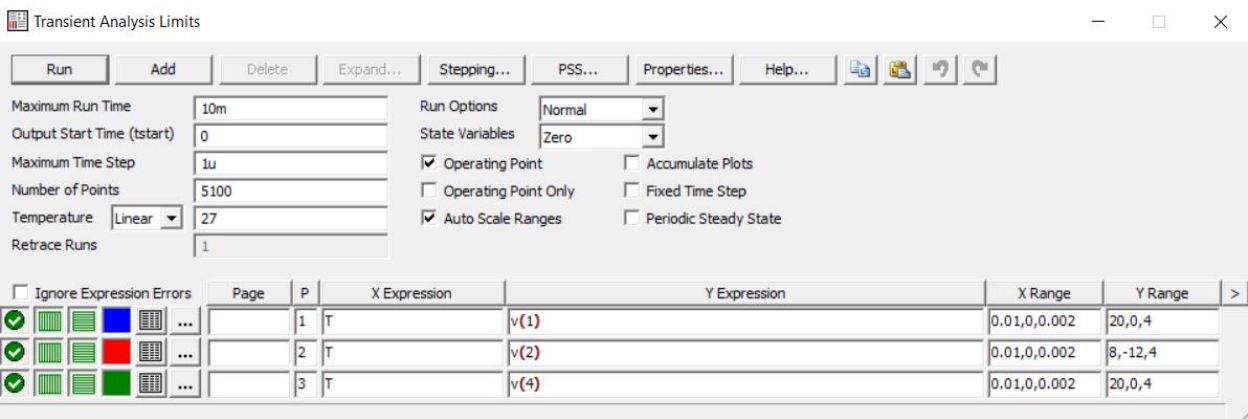 Transient Analysis Limits
Run Add Delete Expand... Stepping... PSS... Properties... Help...
Maximum Run Time 10m Run Options Normal
Output Start Time (tstart) 0 State Variables Zero
Maximum Time Step 1u Operating Point Accumulate Plots
Number of Points 5100 Operating Point Only Fixed Time Step
Temperature Linear 27 Auto Scale Ranges Periodic Steady State
Retrace Runs 1
Ignore Expression Errors Page P X Expression Y Expression X Range Y Range >
... 1 T v(1) 0.01,0,0.002 20,0,4
... 2 T v(2) 0.01,0,0.002 8,-12,4
... 3 T v(4) 0.01,0,0.002 20,0,4